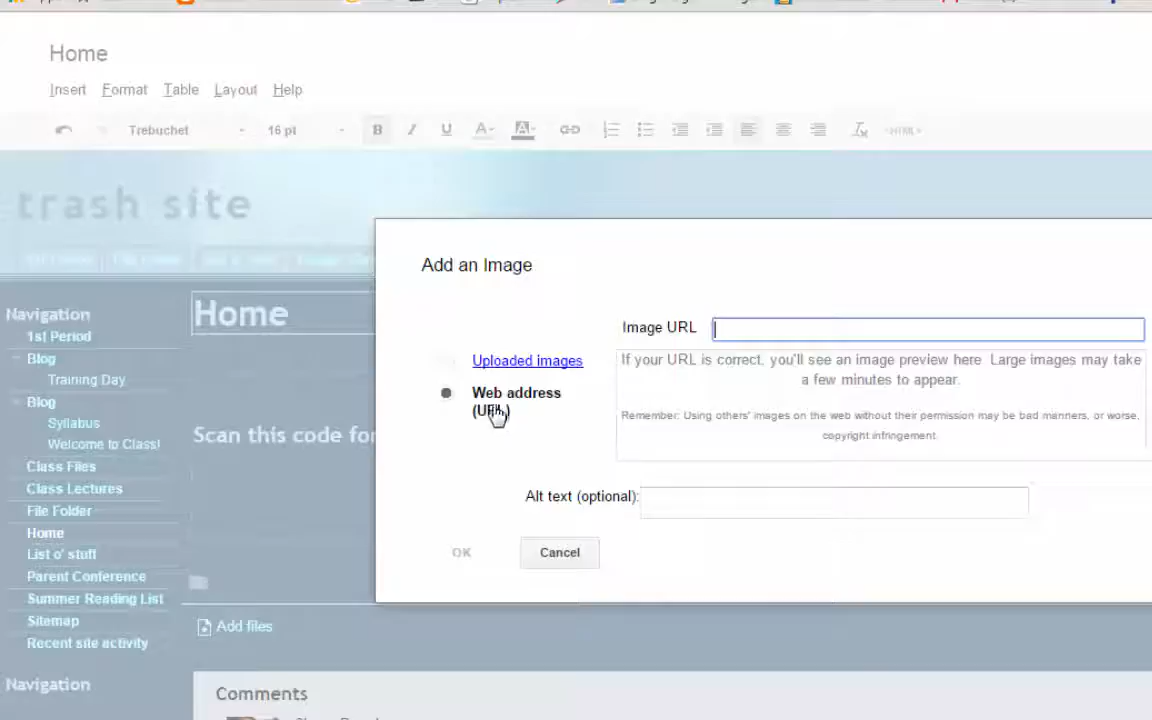 Home
Insert Format Table Layout Help
Trebuchet 16 pt B I U A A <HTML>
trash site
Add an Image
Navigation
Home
Image URL
1st Period
Blog
Uploaded images
If your URL is correct, you'll see an image preview here Large images may take
a few minutes to appear.
Training Day
Web address
(URL)
Blog
Remember: Using others' images on the web without their permission may be bad manners, or worse,
copyright infringement.
Syllabus
Scan this code for
Welcome to Class!
Class Files
Class Lectures
Alt text (optional):
File Folder
Home
List o' stuff
OK
Cancel
Parent Conference
Summer Reading List
Sitemap
Add files
Recent site activity
Navigation
Comments